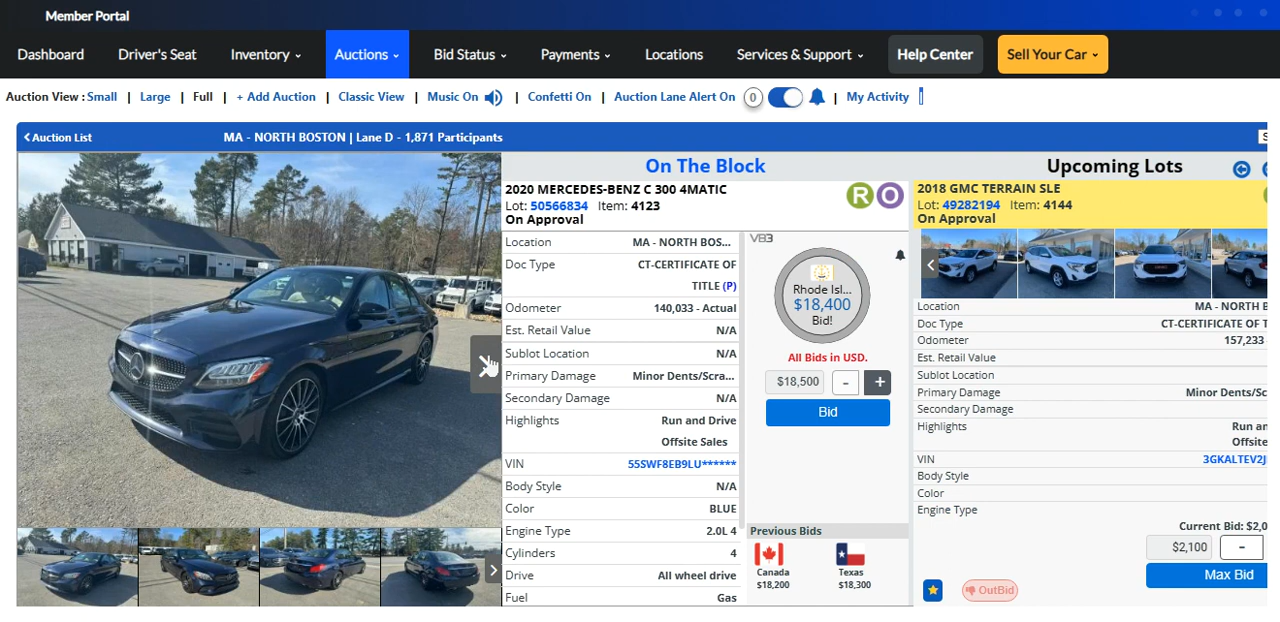 Member Portal
Dashboard Driver's Seat Inventory Auctions Bid Status Payments Locations Services & Support Help Center Sell Your Car
Auction View : Small | Large | Full | + Add Auction | Classic View | Music On | Confetti On | Auction Lane Alert On 0 | My Activity
Auction List MA - NORTH BOSTON | Lane D - 1,871 Participants
On The Block
2020 MERCEDES-BENZ C 300 4MATIC
Lot: 50566834 Item: 4123
On Approval
R O
Location MA - NORTH BOS...
Doc Type CT-CERTIFICATE OF
TITLE (P)
Odometer 140,033 - Actual
Est. Retail Value N/A
Sublot Location N/A
Primary Damage Minor Dents/Scra...
Secondary Damage N/A
Highlights Run and Drive
Offsite Sales
VIN 55SWF8EB9LU******
Body Style N/A
Color BLUE
Engine Type 2.0L 4
Cylinders 4
Drive All wheel drive
Fuel Gas
VB3
Rhode Isl...
$18,400
Bid!
All Bids in USD.
$18,500 - +
Bid
Previous Bids
Canada Texas
$18,200 $18,300
Upcoming Lots
2018 GMC TERRAIN SLE
Lot: 49282194 Item: 4144
On Approval
Location MA - NORTH B
Doc Type CT-CERTIFICATE OF T
Odometer 157,233
Est. Retail Value
Sublot Location
Primary Damage Minor Dents/Sc
Secondary Damage
Highlights Run an
Offsite
VIN 3GKALTEV2J
Body Style
Color
Engine Type
Current Bid: $2,0
$2,100 -
Max Bid
OutBid